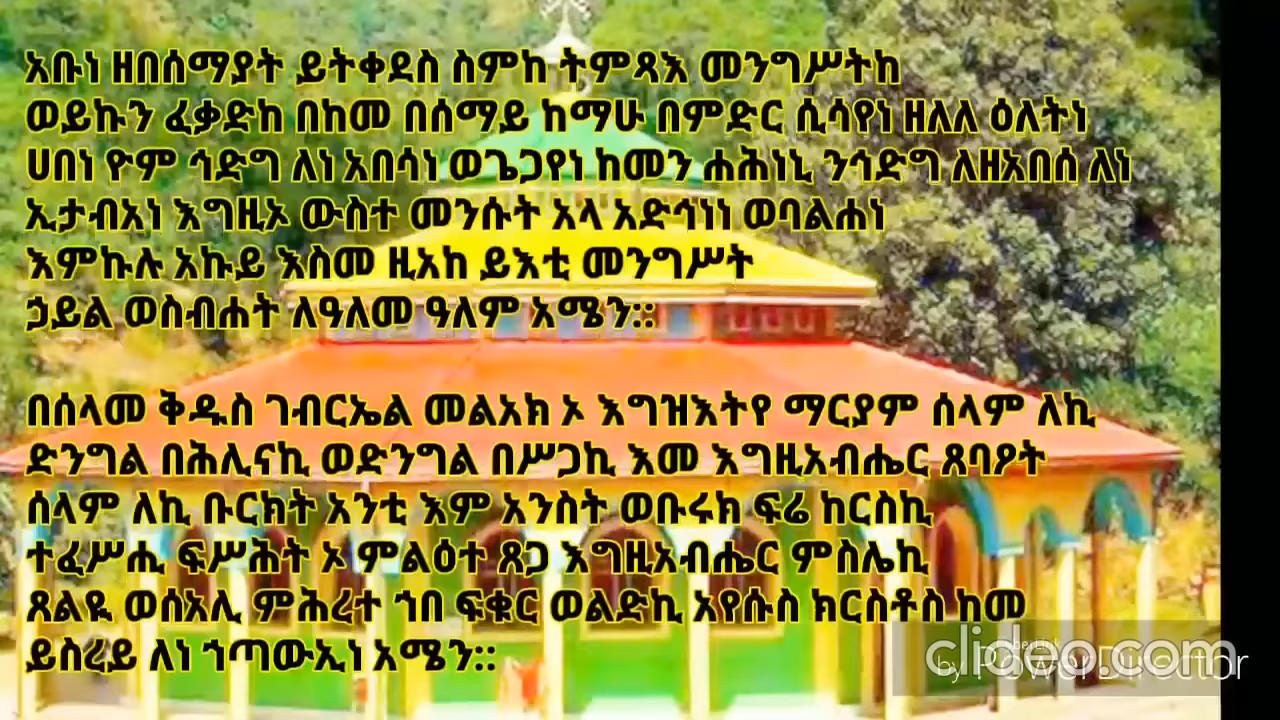 አቡነ ዘበሰማያት ይትቀደስ ስምከ ትምጻእ መንግሥትከ
ወይኩን ፈቃድከ በከመ በሰማይ ከማሁ በምድር ሲሳየነ ዘለለ ዕለትነ
ሀበነ ዮም ኅድግ ለነ አበሳነ ወጌጋየነ ከመን ሐሕነኒ ንኅድግ ለዘአበሰ ለነ
ኢታብአነ እግዚኦ ውስተ መንሱት አላ አድኅነነ ወባልሐነ
እምኩሉ አኩይ እስመ ዚአከ ይእቲ መንግሥት
ኃይል ወስብሐት ለዓለመ ዓለም አሜን::
በሰላመ ቅዱስ ገብርኤል መልአክ ኦ እግዝእትየ ማርያም ሰላም ለኪ
ድንግል በሕሊናኪ ወድንግል በሥጋኪ እመ እግዚአብሔር ጸባዖት
ሰላም ለኪ ቡርክት አንቲ እም አንስት ወቡሩክ ፍሬ ከርስኪ
ተፈሥሒ ፍሥሕት ኦ ምልዕተ ጸጋ እግዚአብሔር ምስሌኪ
ጸልዪ ወሰአሊ ምሕረተ ኀበ ፍቁር ወልድኪ ኢየሱስ ክርስቶስ ከመ
ይስረይ ለነ ኀጣውኢነ አሜን::
clideo.com
by PowerDirector